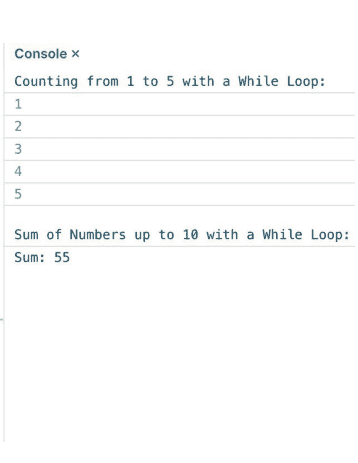 Console ×
Counting from 1 to 5 with a While Loop:
1
2
3
4
5
Sum of Numbers up to 10 with a While Loop:
Sum: 55